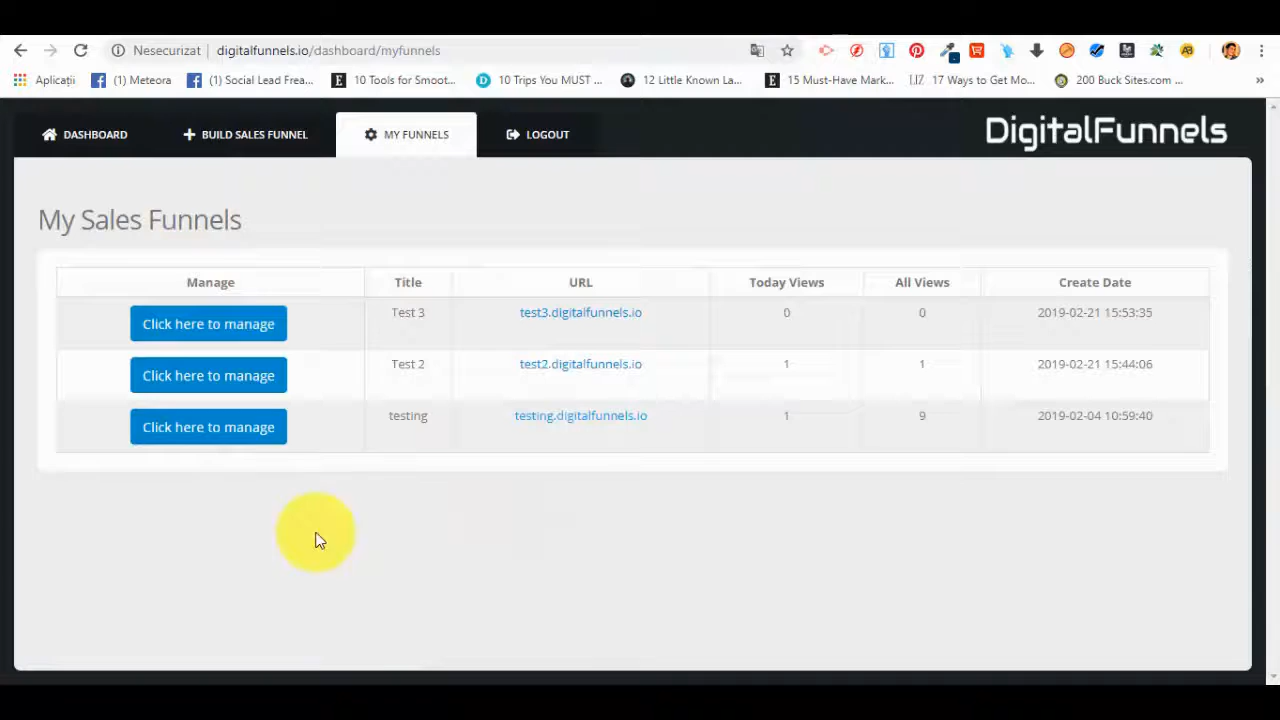 Nesecurizat digitalfunnels.io/dashboard/myfunnels
Aplicații (1) Meteora (1) Social Lead Frea... 10 Tools for Smoot... 10 Trips You MUST ... 12 Little Known La... 15 Must-Have Mark... 17 Ways to Get Mo... 200 Buck Sites.com ... »
DASHBOARD BUILD SALES FUNNEL MY FUNNELS LOGOUT DigitalFunnels
My Sales Funnels
Manage Title URL Today Views All Views Create Date
Click here to manage Test 3 test3.digitalfunnels.io 0 0 2019-02-21 15:53:35
Click here to manage Test 2 test2.digitalfunnels.io 1 1 2019-02-21 15:44:06
Click here to manage testing testing.digitalfunnels.io 1 9 2019-02-04 10:59:40